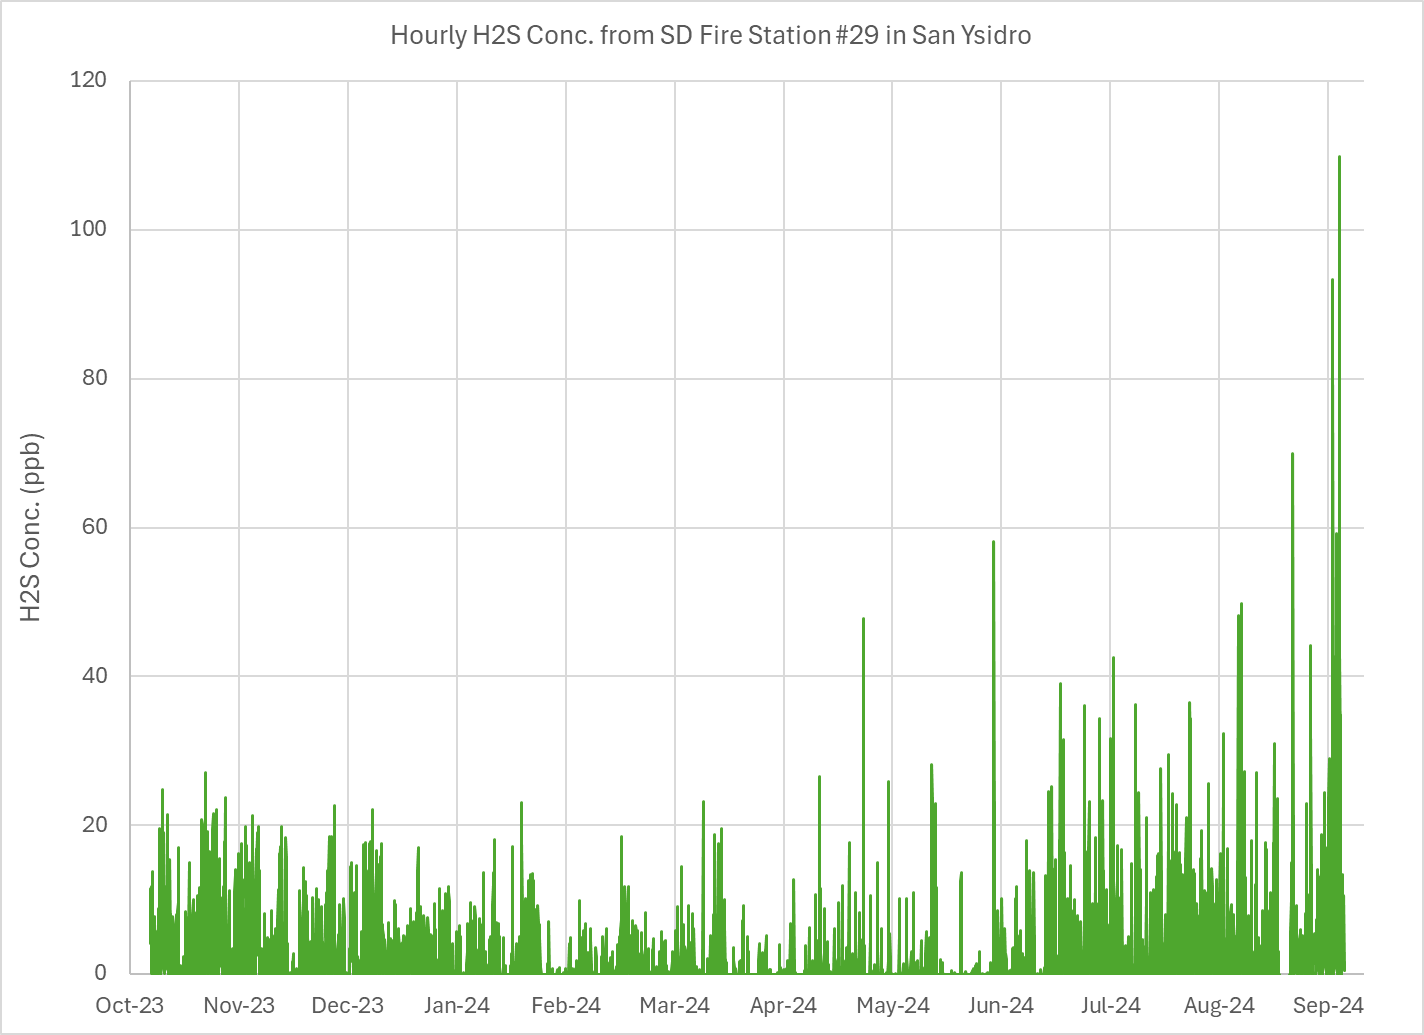 Hourly H2S Conc. from SD Fire Station #29 in San Ysidro
120
100
80
60
40
20
0
H2S Conc. (ppb)
Oct-23 Nov-23 Dec-23 Jan-24 Feb-24 Mar-24 Apr-24 May-24 Jun-24 Jul-24 Aug-24 Sep-24